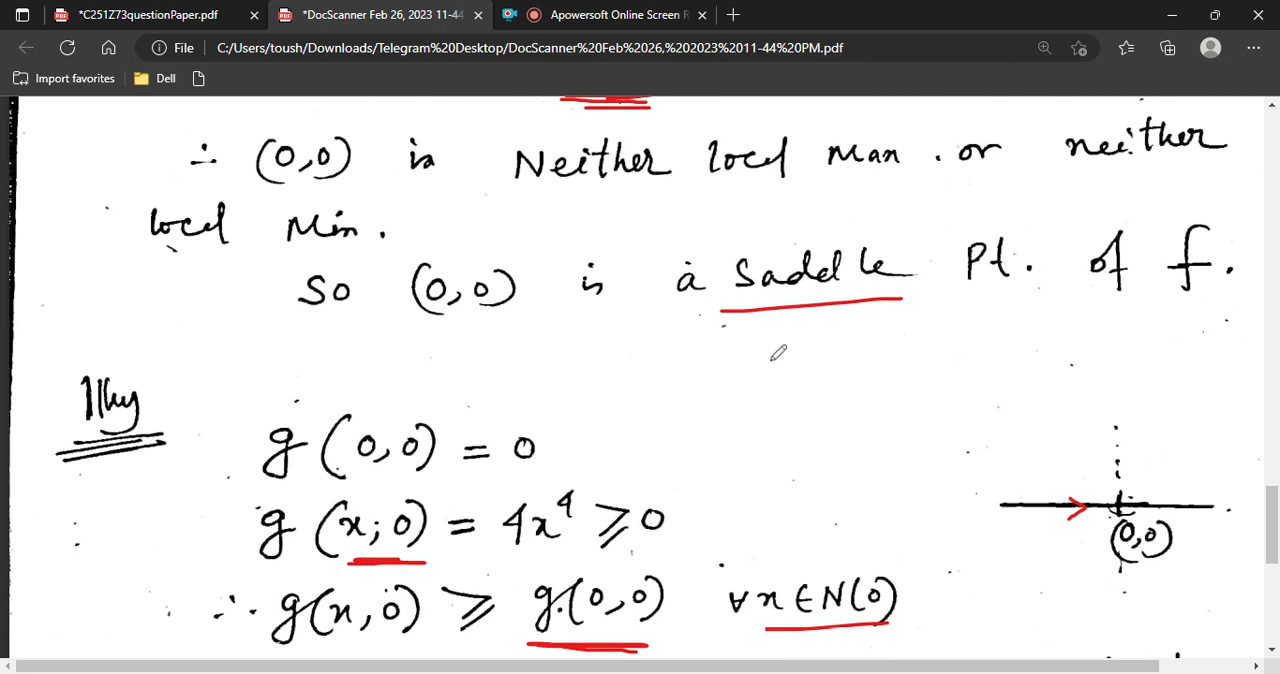 *C251Z73questionPaper.pdf
*DocScanner Feb 26, 2023 11-44
Apowersoft Online Screen R
File C:/Users/toush/Downloads/Telegram%20Desktop/DocScanner%20Feb%2026,%202023%2011-44%20PM.pdf
Import favorites Dell
∴ (0,0) is Neither local Max. or neither
local Min.
So (0,0) is a Saddle Pt. of f.
Illly
g(0,0) = 0
g(x,0) = 4x⁴ ⩾ 0
(0,0)
∴ g(x,0) ⩾ g(0,0) ∀ x ∈ N(0)